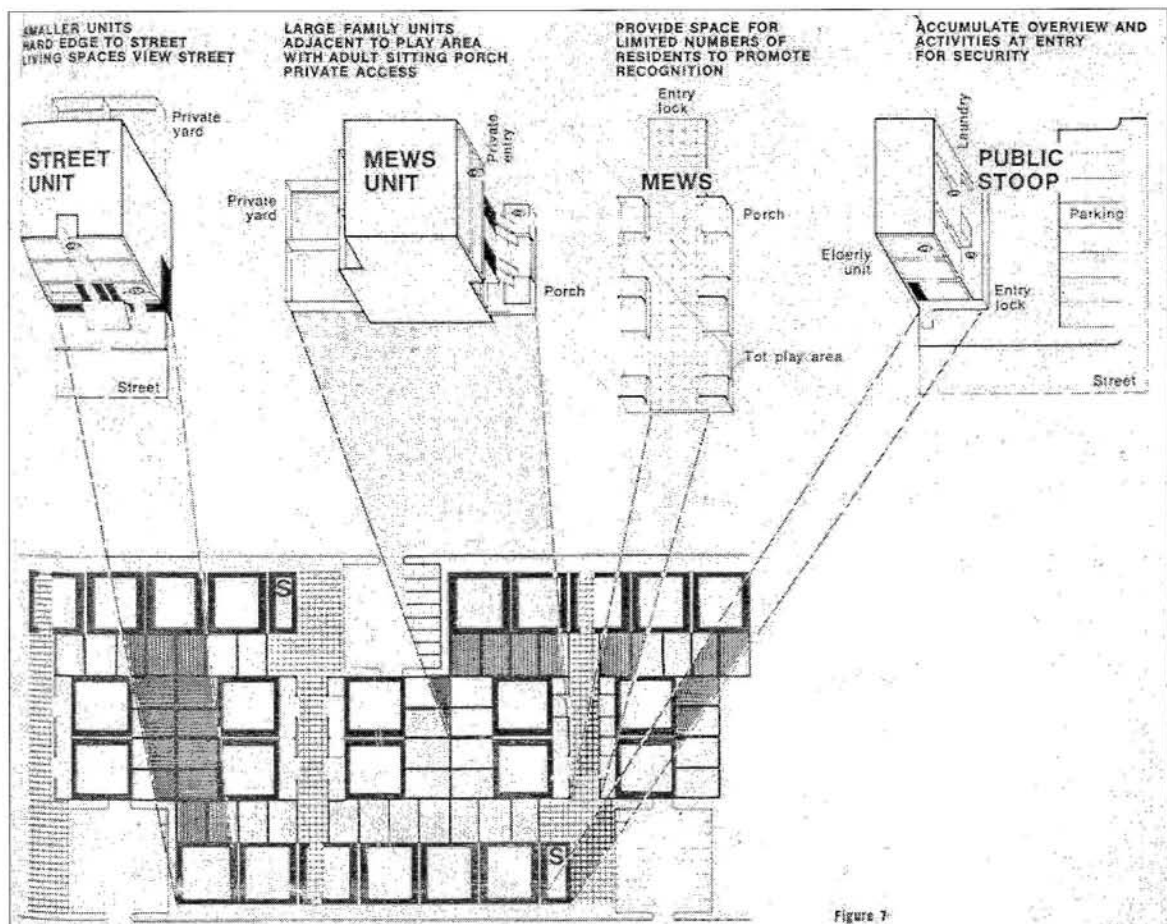 SMALLER UNITS
HARD EDGE TO STREET
LIVING SPACES VIEW STREET
LARGE FAMILY UNITS
ADJACENT TO PLAY AREA
WITH ADULT SITTING PORCH
PRIVATE ACCESS
PROVIDE SPACE FOR
LIMITED NUMBERS OF
RESIDENTS TO PROMOTE
RECOGNITION
ACCUMULATE OVERVIEW AND
ACTIVITIES AT ENTRY
FOR SECURITY
Private
yard
STREET
UNIT
Street
MEWS
UNIT
Private
entry
Private
yard
Porch
Entry
lock
MEWS
Porch
Tot play area
Laundry
PUBLIC
STOOP
Parking
Elderly
unit
Entry
lock
Street
S
S
Figure 7